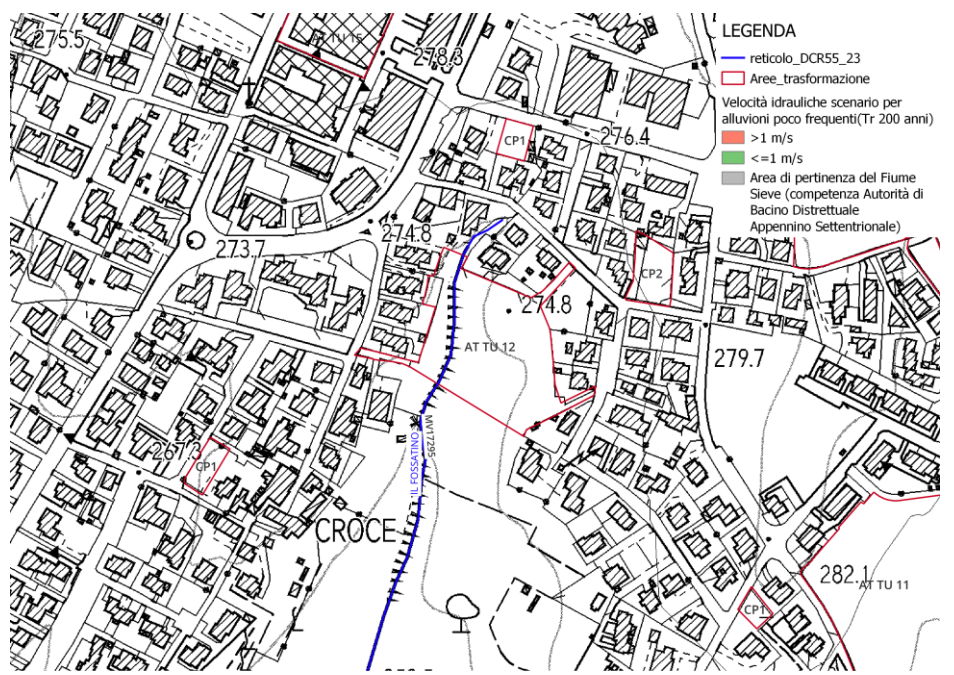 275.5
AT TU 15
278.3
CP1
276.4
274.8
273.7
CP2
274.8
AT TU 12
279.7
267.3
CP1
IL FOSSATINO
MV17295
CROCE
282.1
AT TU 11
CP1
LEGENDA
reticolo_DCR55_23
Aree_trasformazione
Velocità idrauliche scenario per
alluvioni poco frequenti(Tr 200 anni)
>1 m/s
<=1 m/s
Area di pertinenza del Fiume
Sieve (competenza Autorità di
Bacino Distrettuale
Appennino Settentrionale)